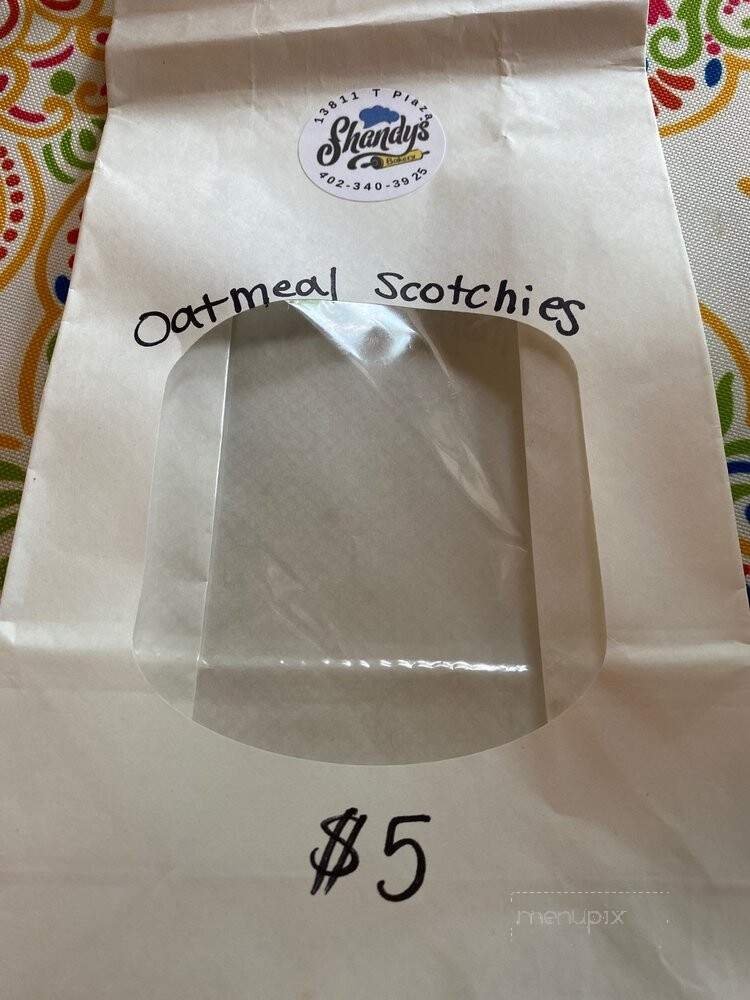 13811 T Plaza
Shandy's
Bakery
402-340-3925
Oatmeal Scotchies
$5
menupix